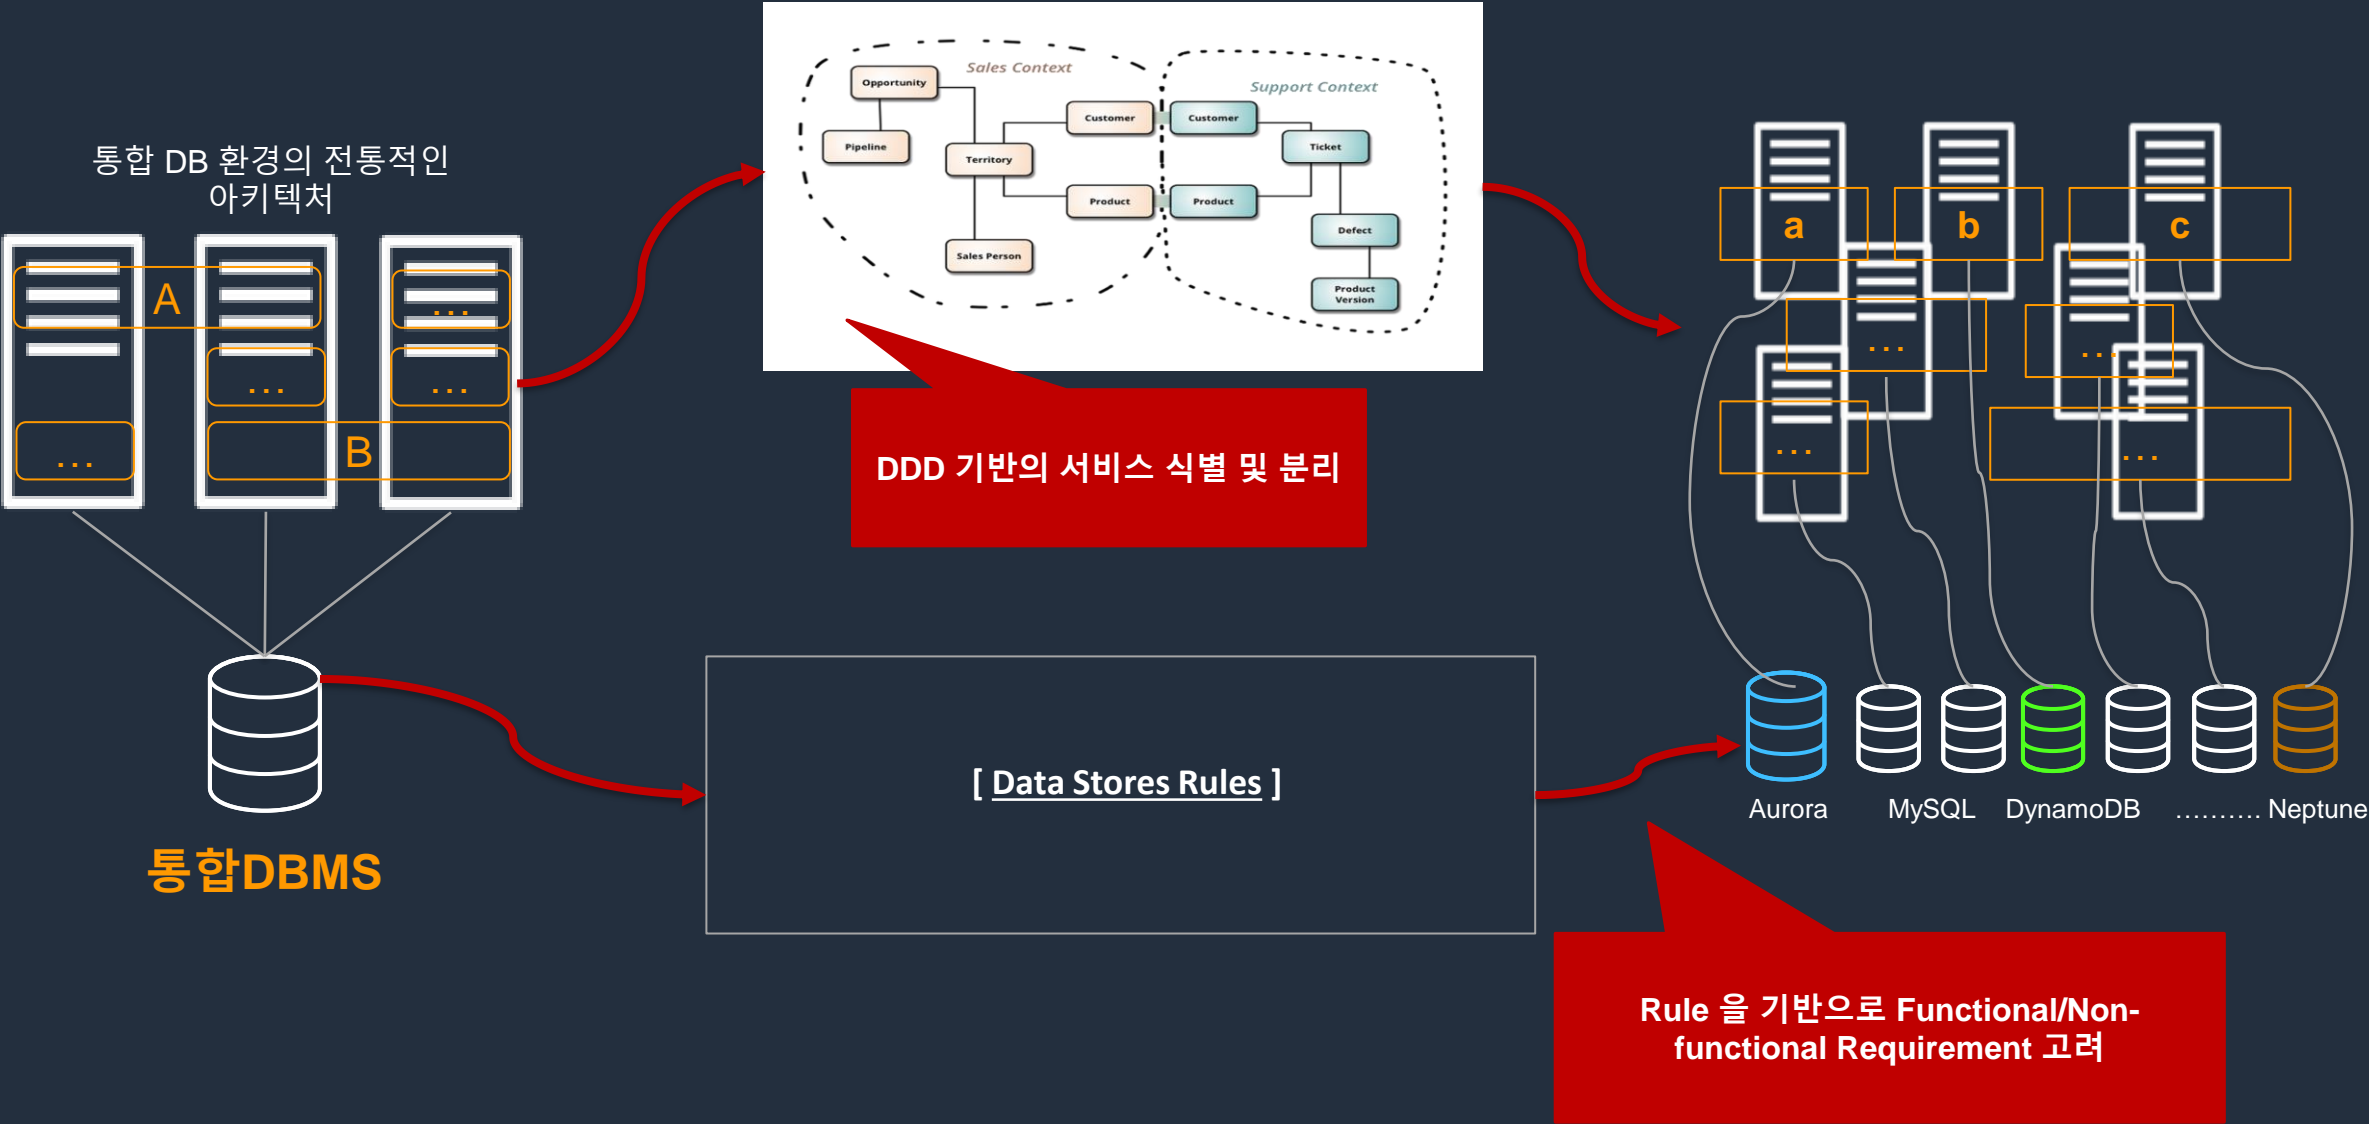 통합 DB 환경의 전통적인
아키텍처
A
...
...
...
...
B
통합DBMS
Sales Context
Opportunity
Pipeline
Territory
Customer
Product
Sales Person
Support Context
Customer
Ticket
Product
Defect
Product
Version
DDD 기반의 서비스 식별 및 분리
[ Data Stores Rules ]
a
b
c
...
...
...
...
Aurora
MySQL
DynamoDB
..........
Neptune
Rule 을 기반으로 Functional/Non-
functional Requirement 고려